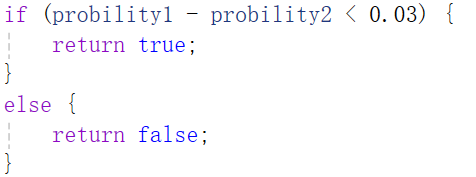 if (probility1 - probility2 < 0.03) {
    return true;
}
else {
    return false;
}